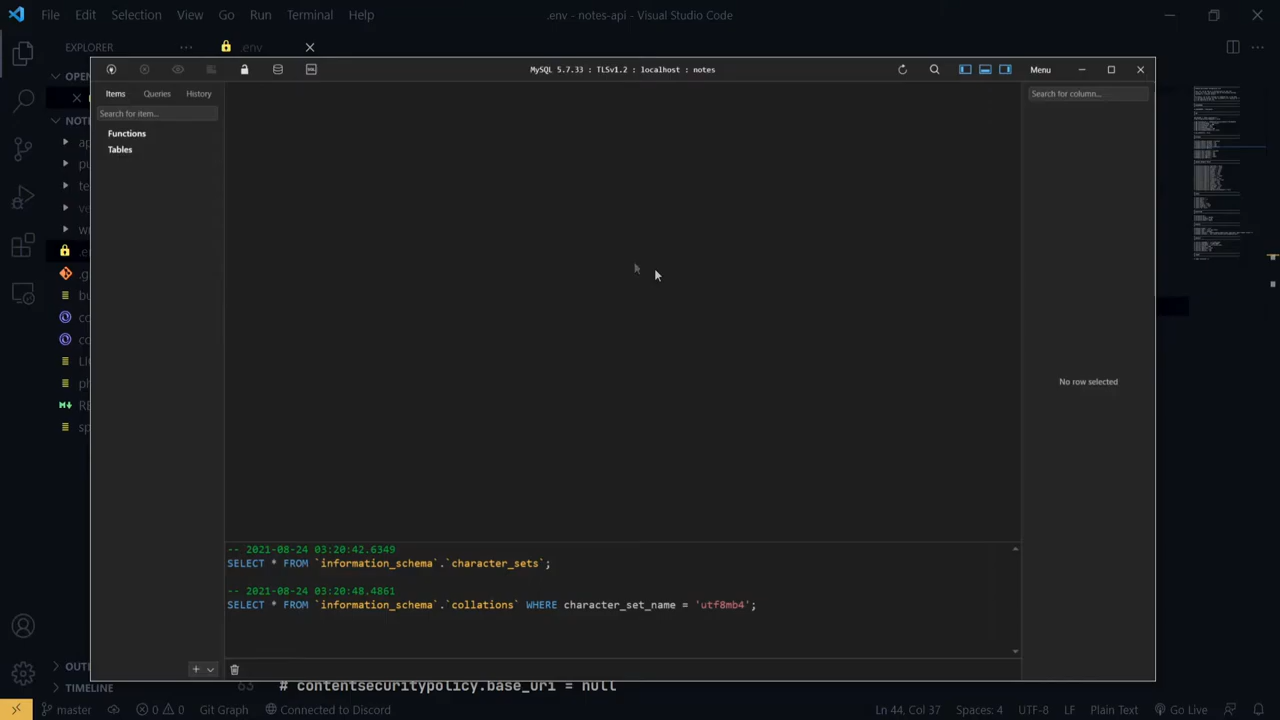 File Edit Selection View Go Run Terminal Help
.env - notes-api - Visual Studio Code
EXPLORER
.env
MySQL 5.7.33 : TLSv1.2 : localhost : notes
Menu
Items Queries History
Search for item...
Functions
Tables
Search for column...
No row selected
-- 2021-08-24 03:20:42.6349
SELECT * FROM `information_schema`.`character_sets`;
-- 2021-08-24 03:20:48.4861
SELECT * FROM `information_schema`.`collations` WHERE character_set_name = 'utf8mb4';
63 # contentsecuritypolicy.base_uri = null
TIMELINE
master
0
0
Git Graph
Connected to Discord
Ln 44, Col 37
Spaces: 4
UTF-8
LF
Plain Text
Go Live